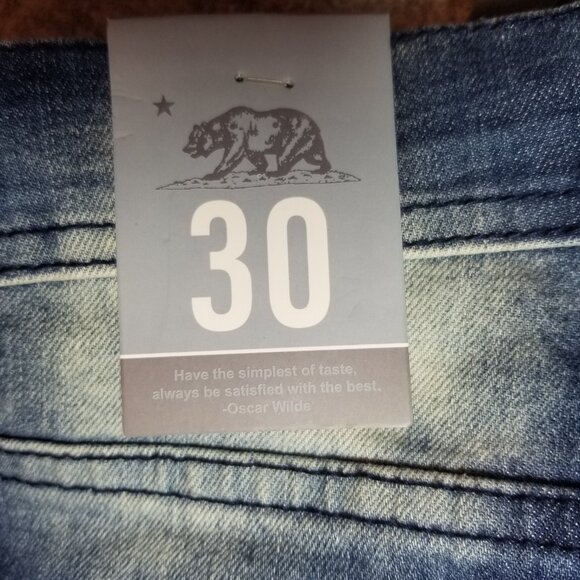 30
Have the simplest of taste,
always be satisfied with the best.
-Oscar Wilde